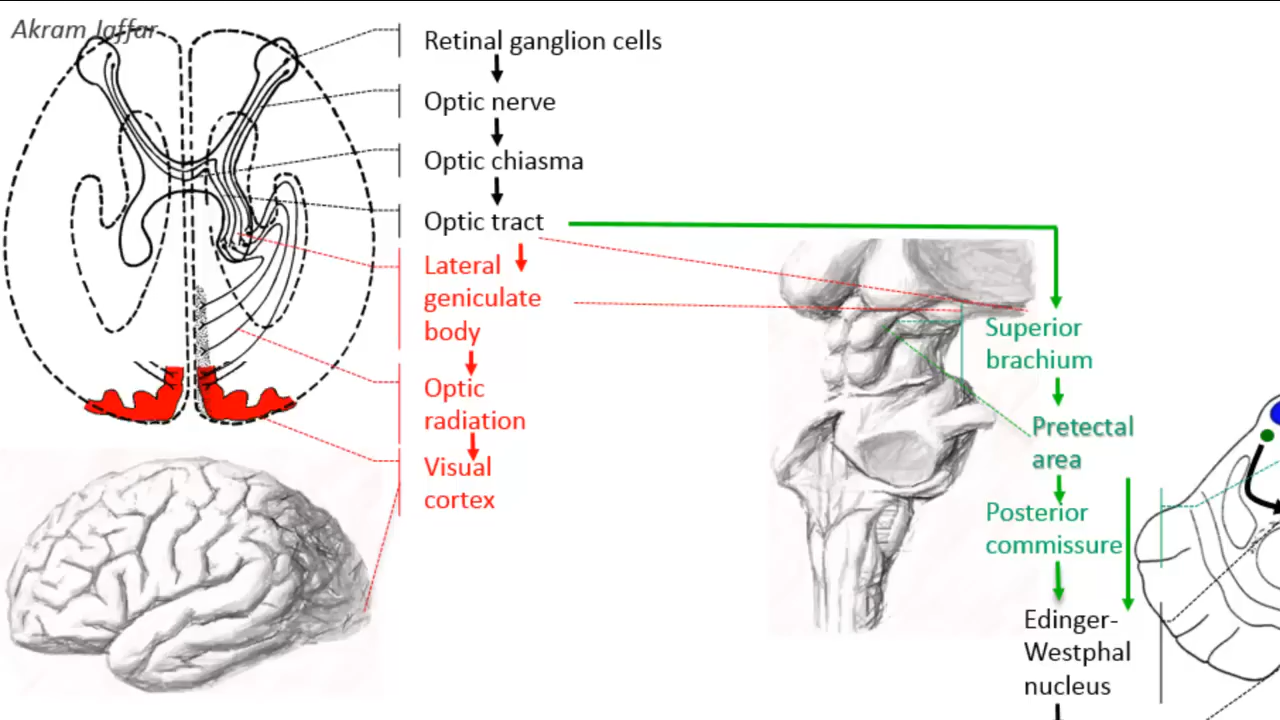 Akram Jaffar
Retinal ganglion cells
Optic nerve
Optic chiasma
Optic tract
Lateral
geniculate
body
Optic
radiation
Visual
cortex
Superior
brachium
Pretectal
area
Posterior
commissure
Edinger-
Westphal
nucleus